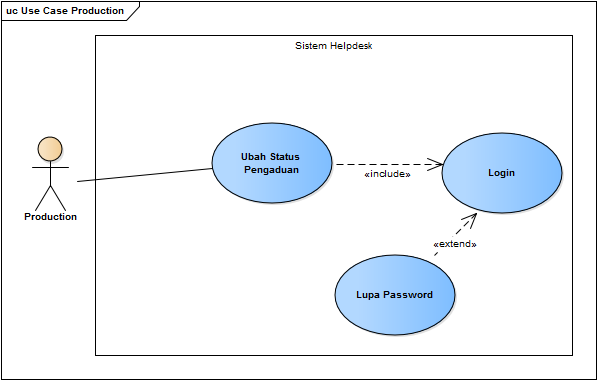 uc Use Case Production
Sistem Helpdesk
Ubah Status
Pengaduan
«include»
Login
Production
«extend»
Lupa Password